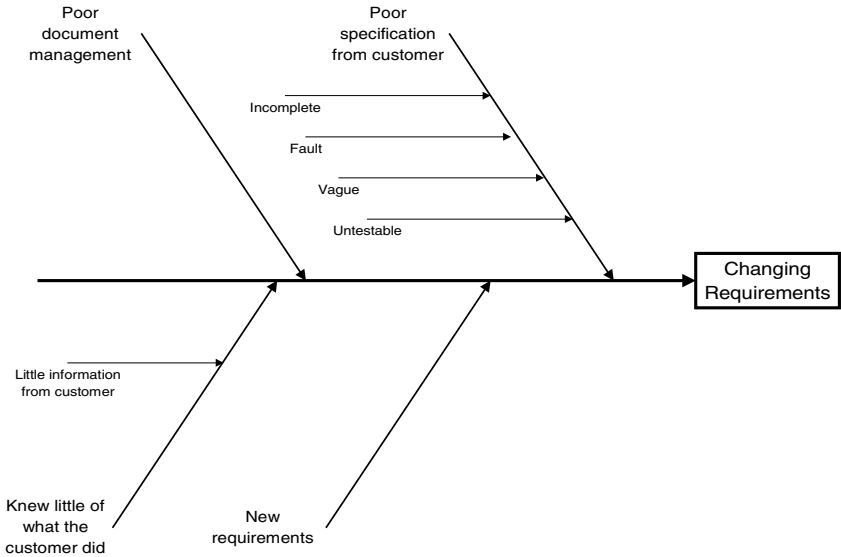 Poor
document
management
Poor
specification
from customer
Incomplete
Fault
Vague
Untestable
Changing
Requirements
Little information
from customer
Knew little of
what the
customer did
New
requirements